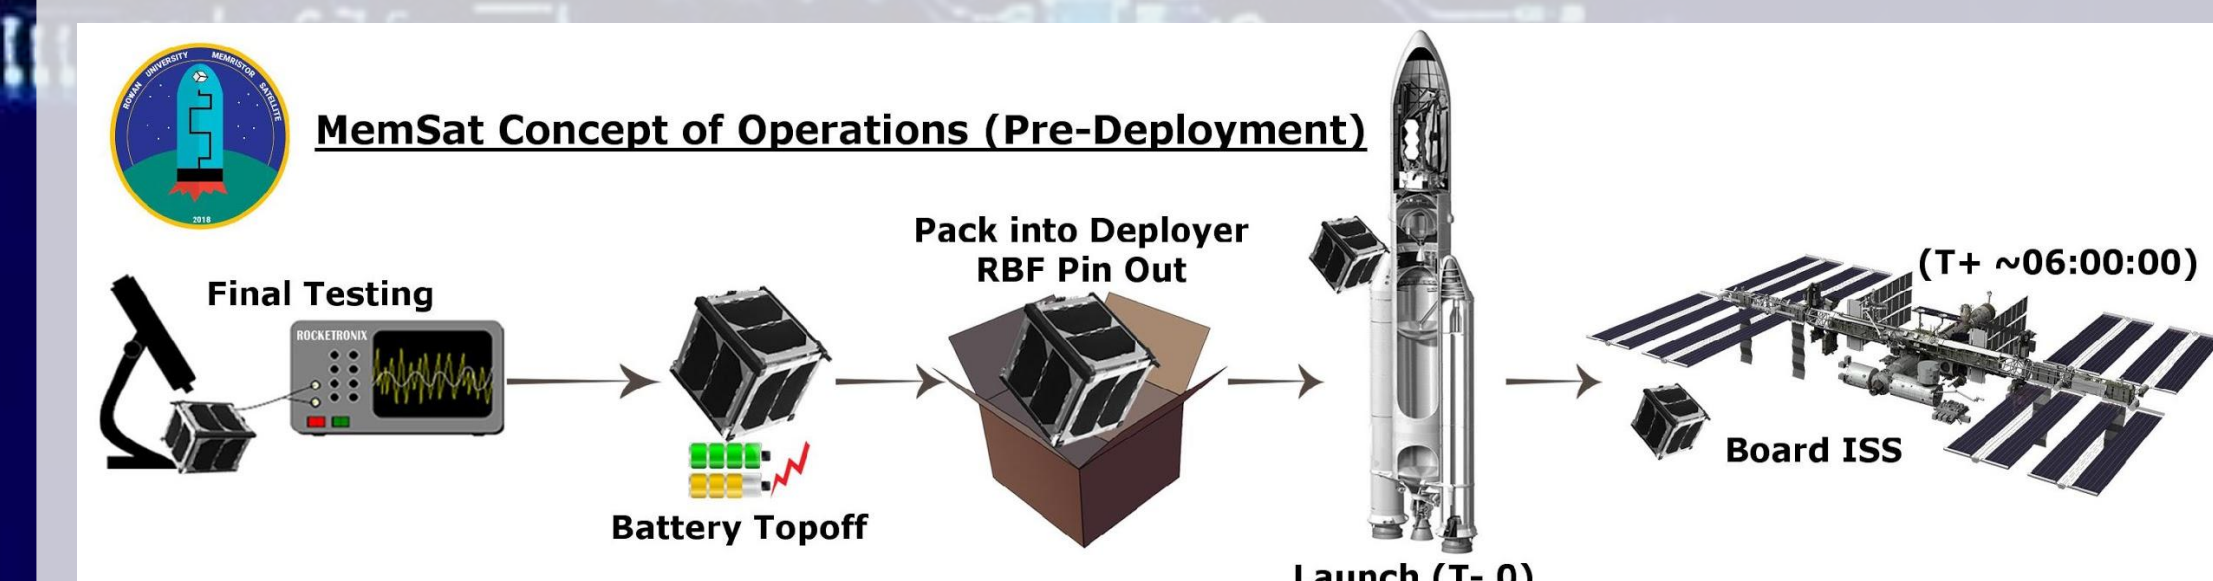 ROWAN UNIVERSITY MEMRISTOR SATELLITE
2018
MemSat Concept of Operations (Pre-Deployment)
Final Testing
ROCKETRONIX
Battery Topoff
Pack into Deployer
RBF Pin Out
Launch (T- 0)
(T+ ~06:00:00)
Board ISS